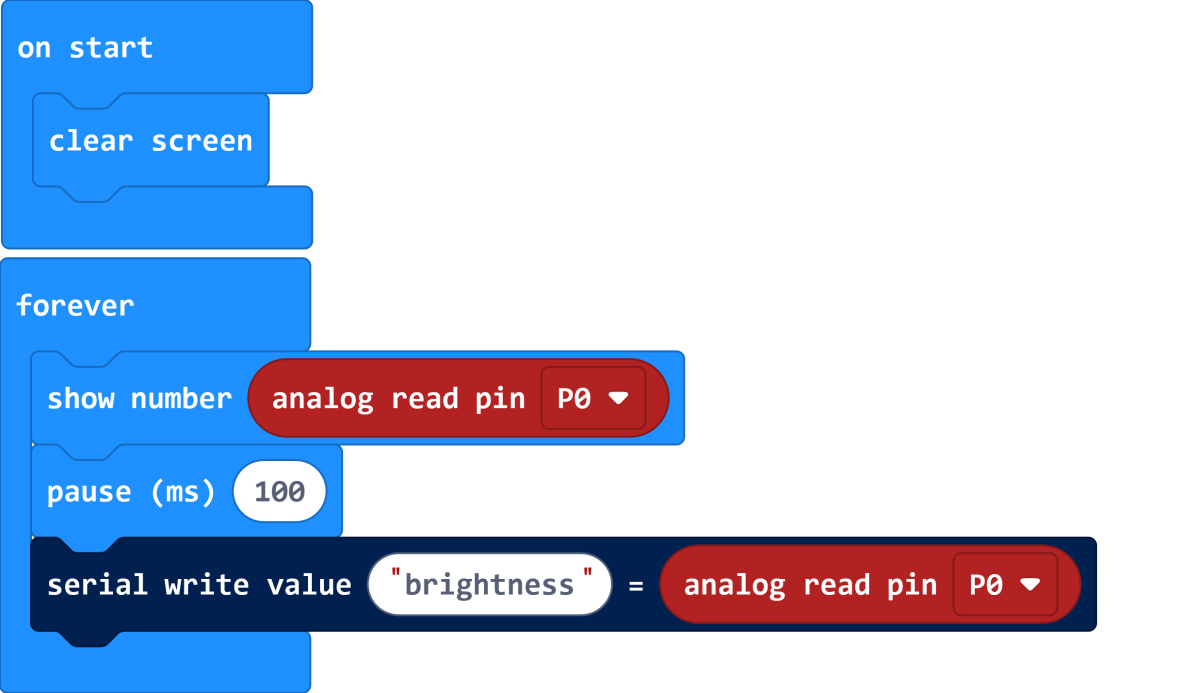 on start
clear screen
forever
show number analog read pin P0
pause (ms) 100
serial write value "brightness" = analog read pin P0